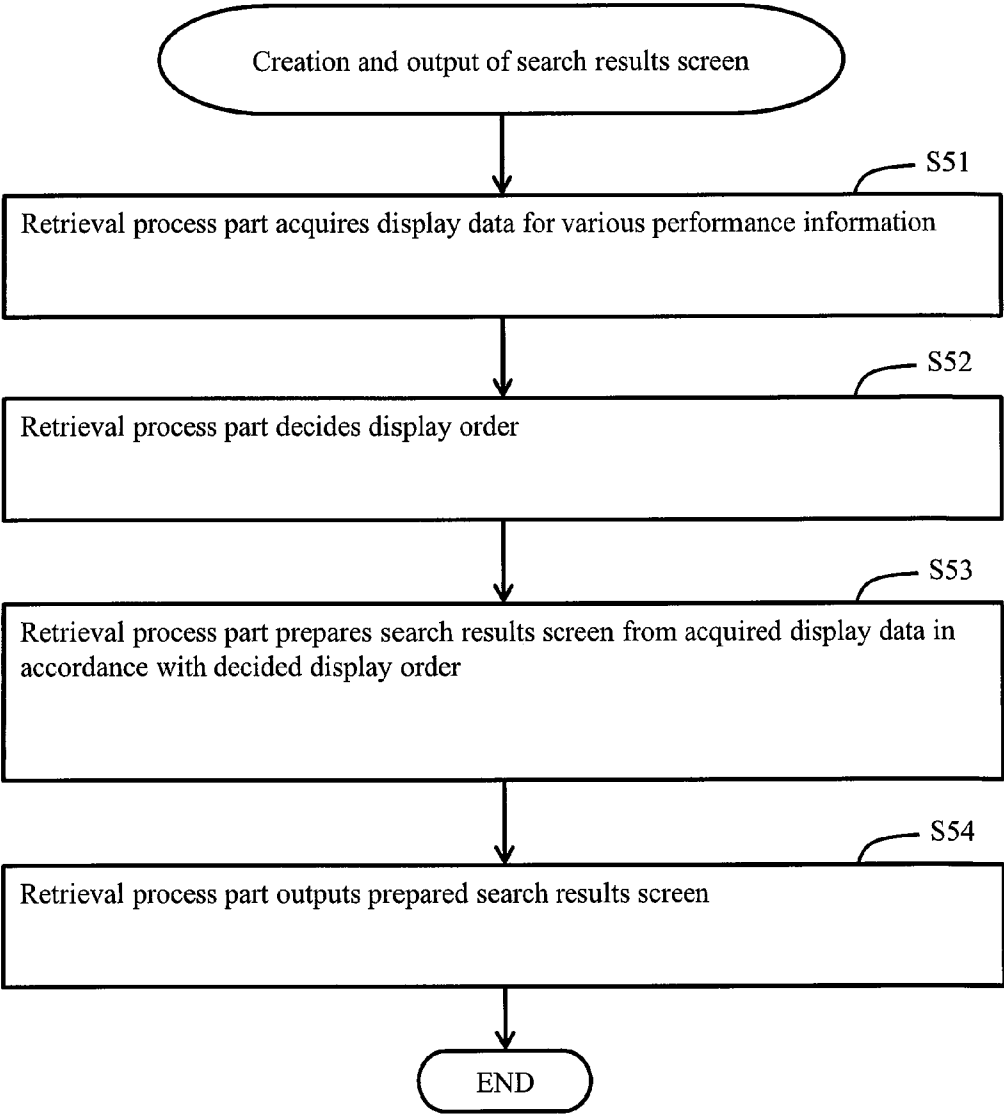 Creation and output of search results screen
S51
Retrieval process part acquires display data for various performance information
S52
Retrieval process part decides display order
S53
Retrieval process part prepares search results screen from acquired display data in
accordance with decided display order
S54
Retrieval process part outputs prepared search results screen
END